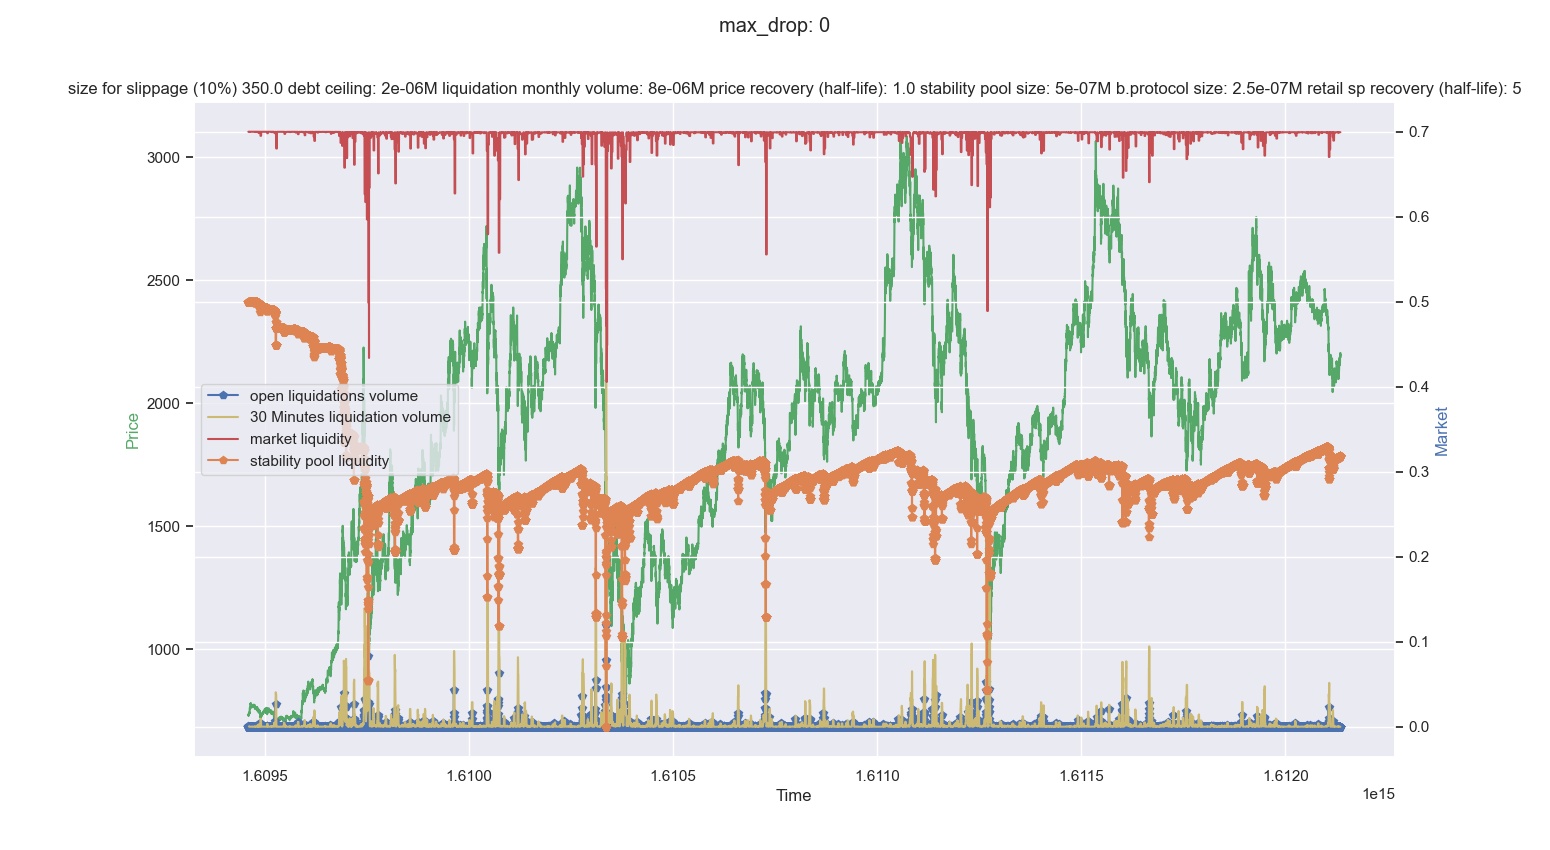 max_drop: 0
size for slippage (10%) 350.0 debt ceiling: 2e-06M liquidation monthly volume: 8e-06M price recovery (half-life): 1.0 stability pool size: 5e-07M b.protocol size: 2.5e-07M retail sp recovery (half-life): 5
3000
2500
2000
1500
1000
Price
open liquidations volume
30 Minutes liquidation volume
market liquidity
stability pool liquidity
0.7
0.6
0.5
0.4
0.3
0.2
0.1
0.0
Market
1.6095
1.6100
1.6105
1.6110
1.6115
1.6120
Time
1e15